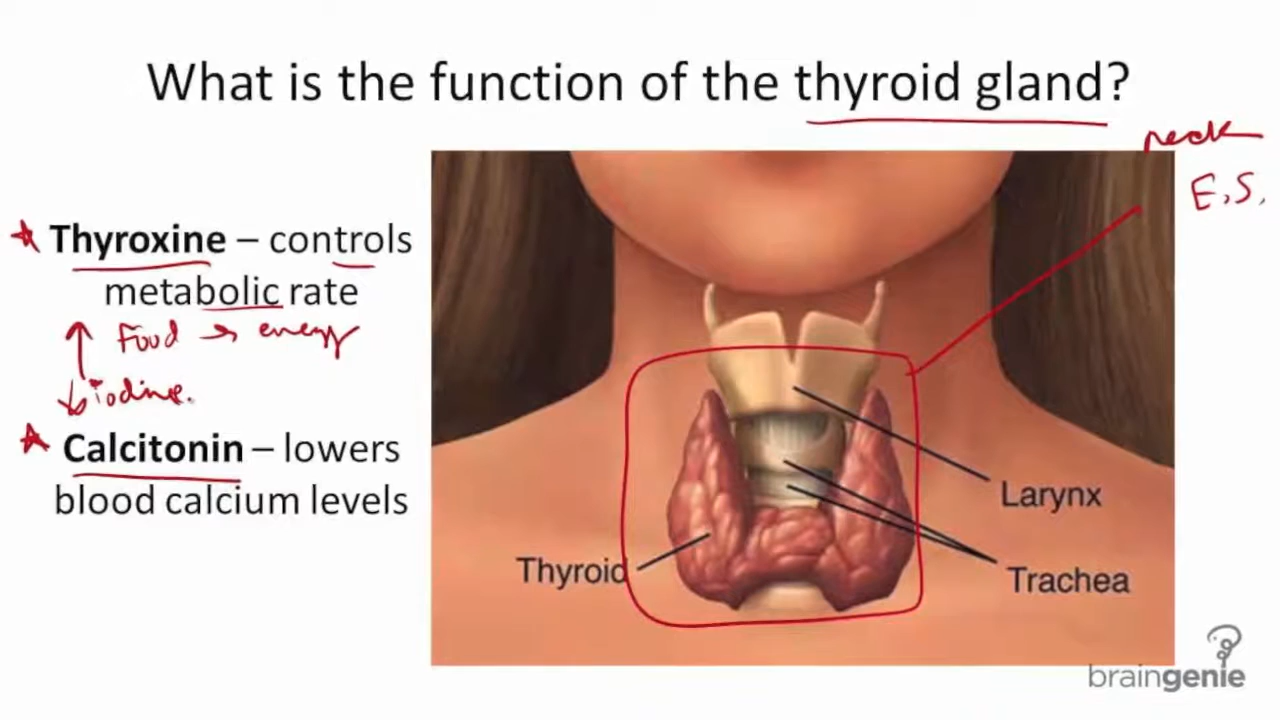 What is the function of the thyroid gland?
neck
E.S.
Thyroxine – controls
metabolic rate
Food → energy
iodine.
Calcitonin – lowers
blood calcium levels
Larynx
Thyroid
Trachea
braingenie